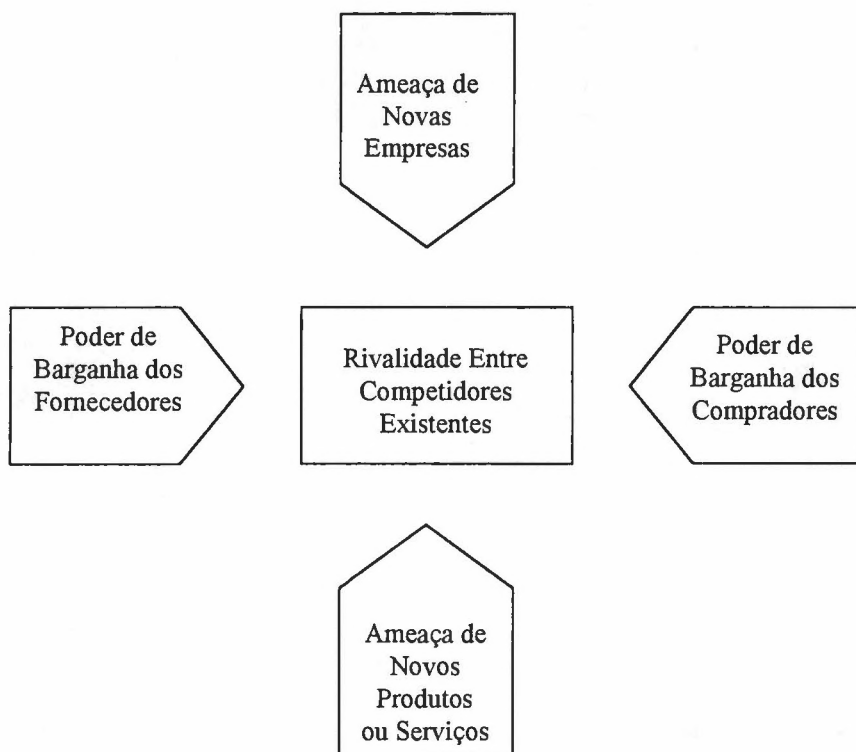 Ameaça de
Novas
Empresas
Poder de
Barganha dos
Fornecedores
Rivalidade Entre
Competidores
Existentes
Poder de
Barganha dos
Compradores
Ameaça de
Novos
Produtos
ou Serviços